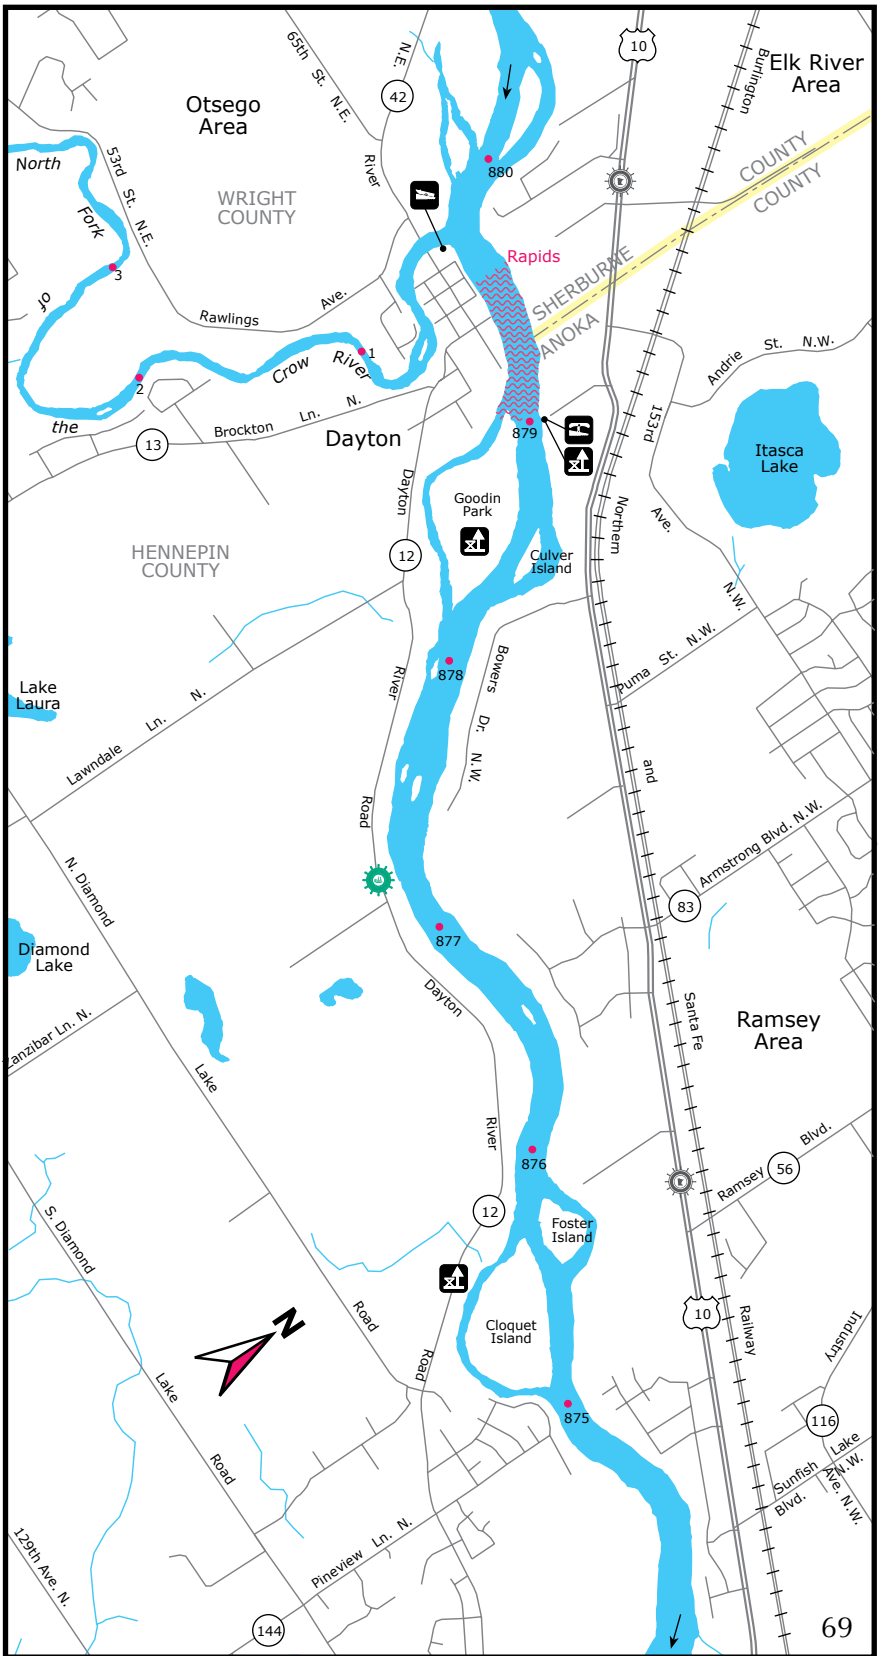 10
Elk River
Area
Burlington
65th St. N.E.
N.E.
42
River
Otsego
Area
53rd St. N.E.
North
Fork
of
the
Crow
River
WRIGHT
COUNTY
880
COUNTY
COUNTY
SHERBURNE
ANOKA
Rapids
3
Rawlings Ave.
1
2
Andrie St. N.W.
153rd Ave. N.W.
13
Brockton Ln. N.
Dayton
879
Itasca
Lake
Dayton
Goodin
Park
Northern
12
Culver
Island
HENNEPIN
COUNTY
Puma St. N.W.
878
Bowers Dr. N.W.
River
Lake
Laura
Lawndale Ln. N.
and
Road
Armstrong Blvd. N.W.
83
N. Diamond
877
Diamond
Lake
Dayton
Santa Fe
Ramsey
Area
Zanzibar Ln. N.
Lake
River
876
Ramsey Blvd.
56
12
S. Diamond
Foster
Island
N
Cloquet
Island
10
Railway
Industry
Road
Road
Lake
875
116
Sunfish Lake
Blvd.
N.W.
Ave. N.W.
Road
129th Ave. N.
Pineview Ln. N.
144
69